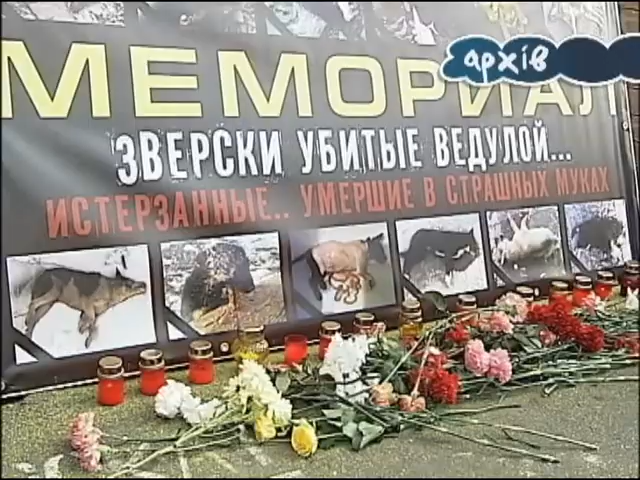 архів
МЕМОРИАЛ
ЗВЕРСКИ УБИТЫЕ ВЕДУЛОЙ...
ИСТЕРЗАННЫЕ.. УМЕРШИЕ В СТРАШНЫХ МУКАХ